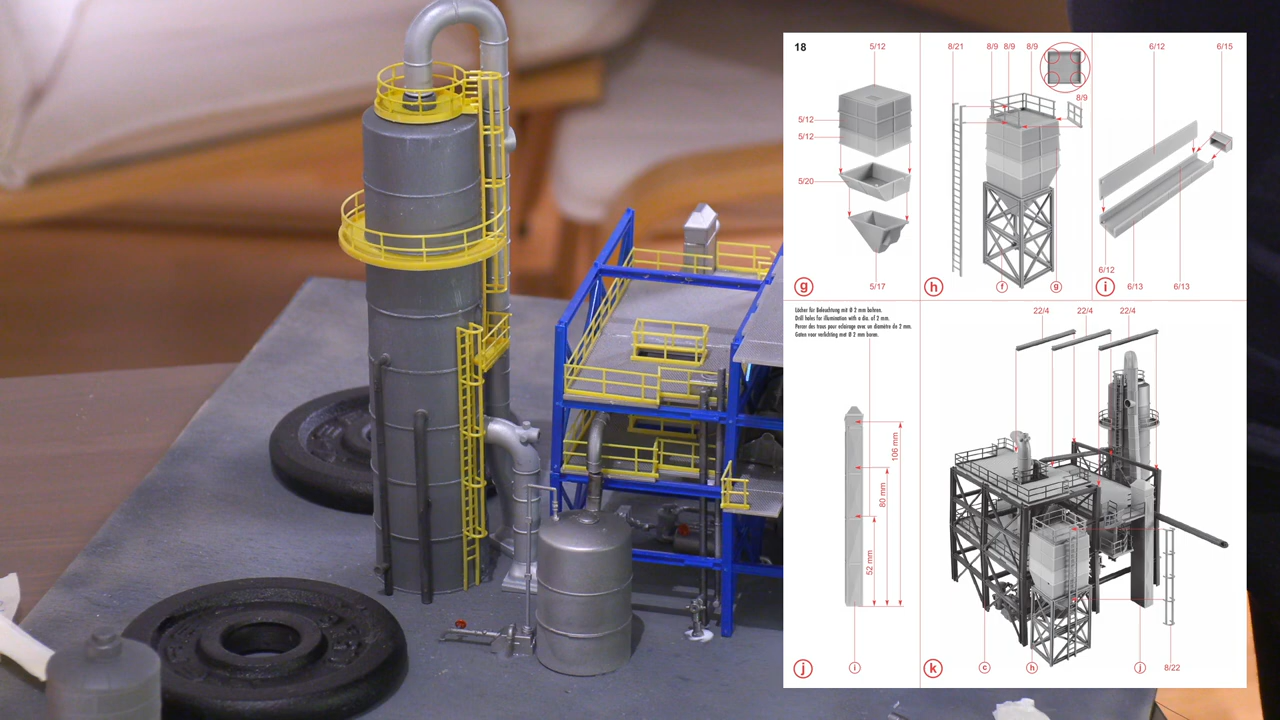 18
5/12
5/12
5/12
5/20
5/17
g
8/21
8/9
8/9
8/9
8/9
h
f
g
6/12
6/15
6/12
6/13
6/13
i
Löcher für Beleuchtung mit Ø 2 mm bohren.
Drill holes for illumination with a dia. of 2 mm.
Percer des trous pour eclairage avec un diamètre de 2 mm.
Gaten voor verlichting met Ø 2 mm boren.
106 mm
80 mm
52 mm
j
i
22/4
22/4
22/4
k
c
h
j
8/22